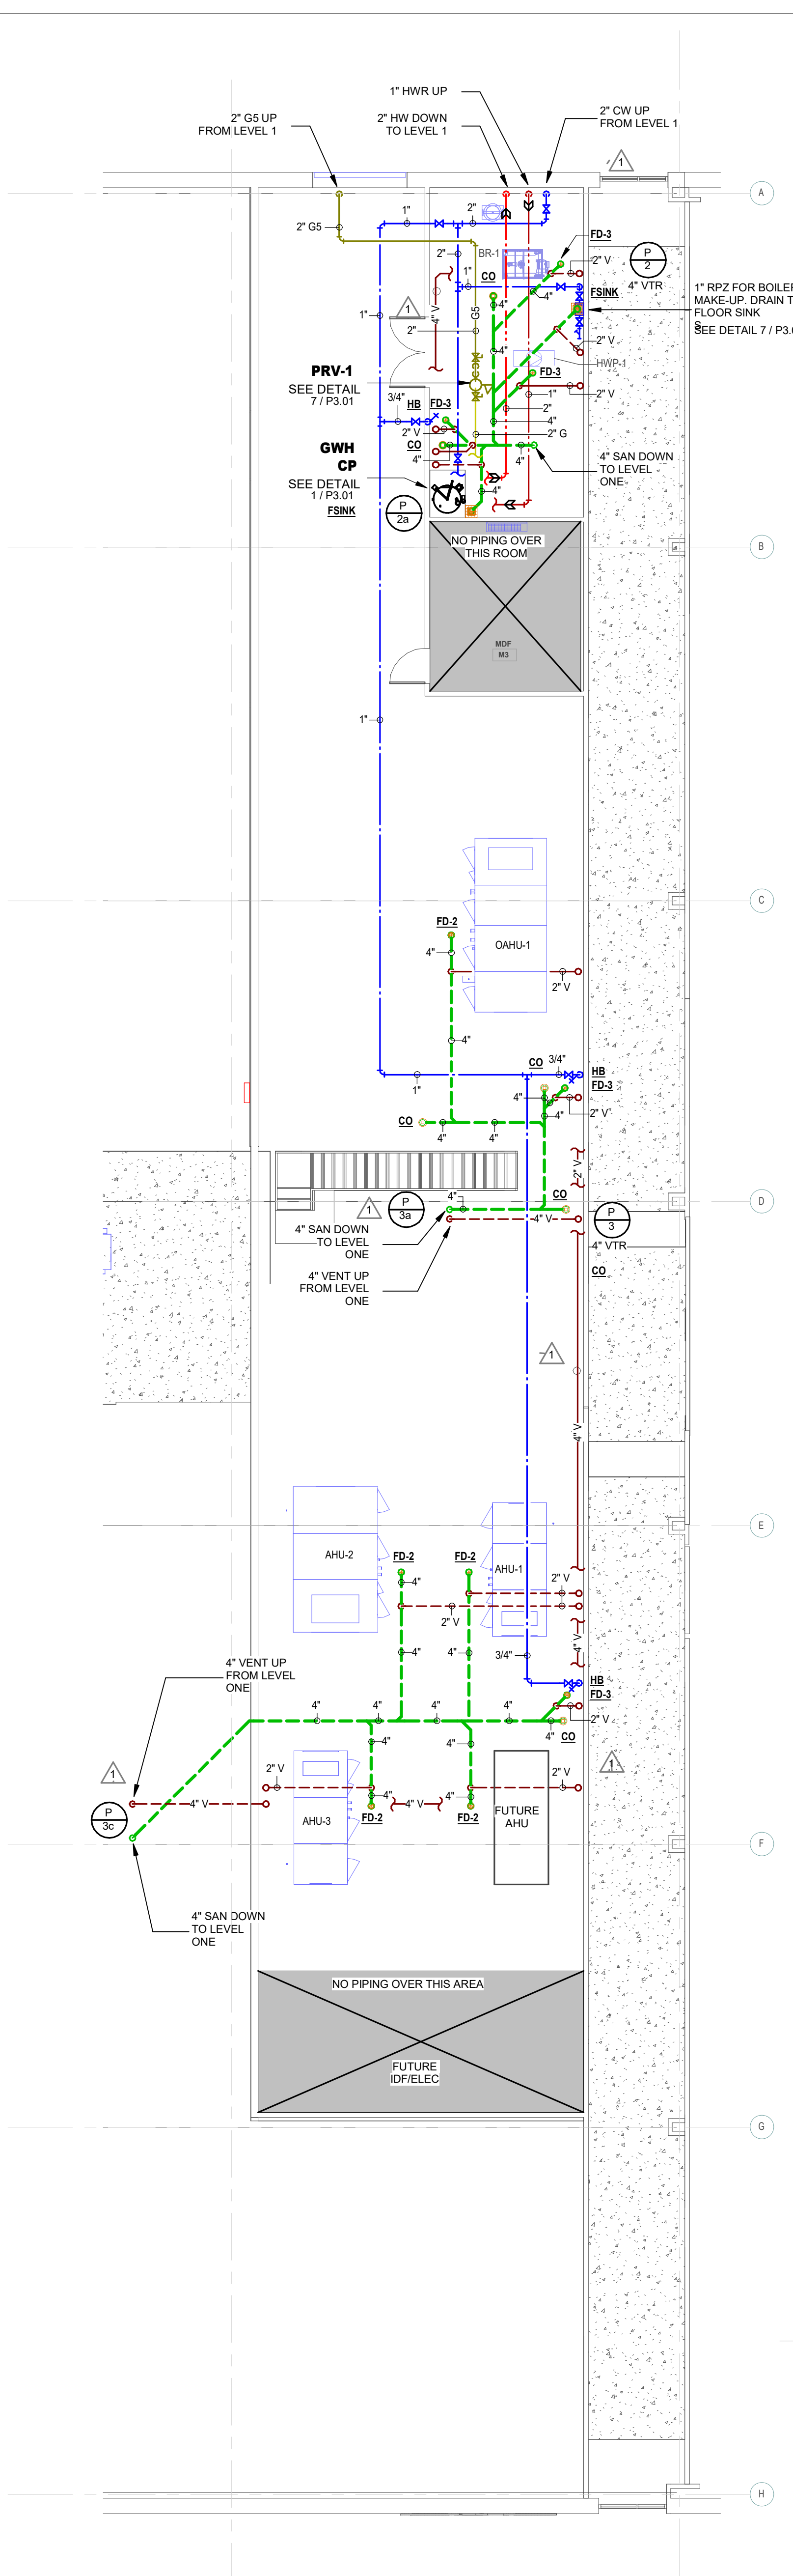 1" HWR UP
2" G5 UP
FROM LEVEL 1
2" HW DOWN
TO LEVEL 1
2" CW UP
FROM LEVEL 1
1
A
1"
2"
2" G5
FD-3
P
2
4" VTR
2" V
BR-1
2"
1"
CO
FSINK
4"
1" RPZ FOR BOILER
FLOOR SINK
S
SEE DETAIL 7 / P3.0
1
4" V
G5
1"
2"
4"
2" V
HWP-1
PRV-1
SEE DETAIL
7 / P3.01
FD-3
3/4"
HB
FD-3
1"
2" V
2"
4"
2" V
2" G
CO
4"
4"
4" SAN DOWN
TO LEVEL
ONE
GWH
CP
SEE DETAIL
1 / P3.01
FSINK
4"
P
2a
NO PIPING OVER
THIS ROOM
B
MDF
M3
1"
C
FD-2
OAHU-1
4"
2" V
4"
CO
3/4"
HB
FD-3
1"
4"
2" V
4"
CO
4"
4"
2" V
1
P
3a
4"
CO
D
4" SAN DOWN
TO LEVEL
ONE
4" V
P
3
4" VTR
4" VENT UP
FROM LEVEL
ONE
CO
1
4" V
E
AHU-2
FD-2
FD-2
AHU-1
4"
2" V
2" V
4"
4"
3/4"
4" V
4" VENT UP
FROM LEVEL
ONE
HB
FD-3
4"
4"
4"
4"
2" V
4"
CO
4"
4"
1
2" V
2" V
1
4"
4"
P
3c
4" V
4" V
AHU-3
FD-2
FD-2
FUTURE
AHU
F
4" SAN DOWN
TO LEVEL
ONE
NO PIPING OVER THIS AREA
FUTURE
IDF/ELEC
G
H